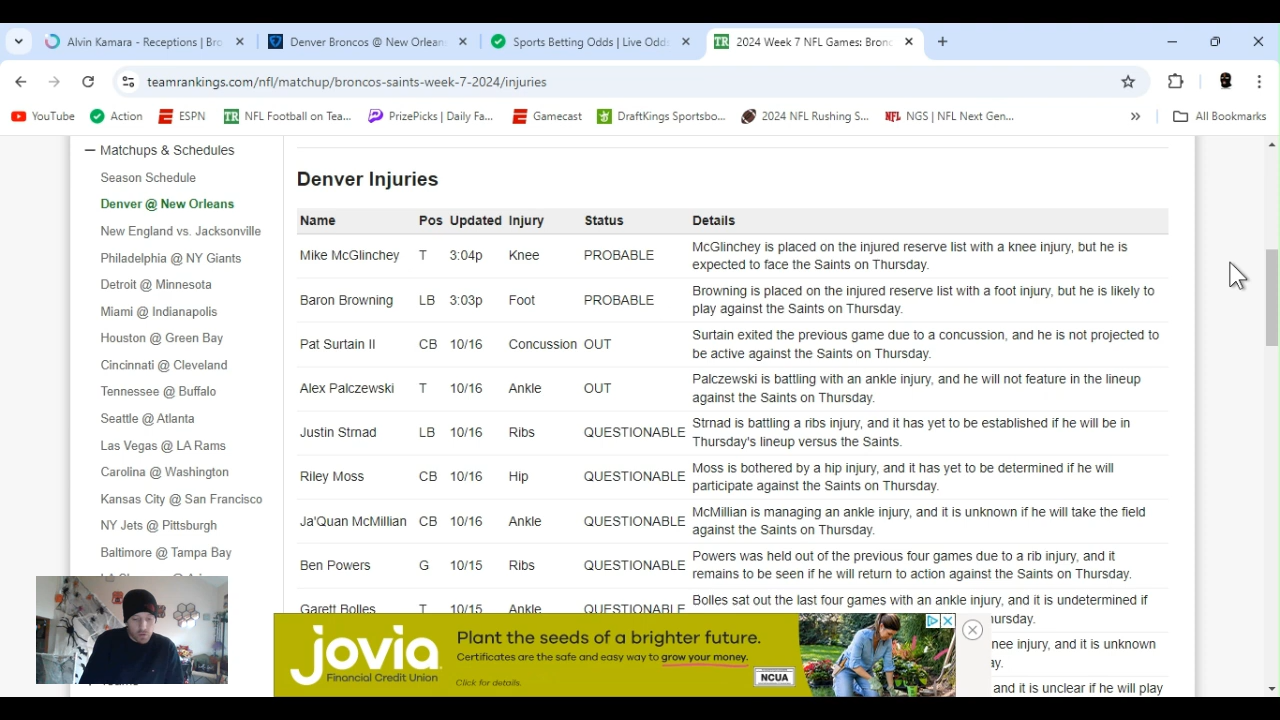 Alvin Kamara - Receptions | Bro
Denver Broncos @ New Orlean
Sports Betting Odds | Live Odd
TR 2024 Week 7 NFL Games: Bronc
teamrankings.com/nfl/matchup/broncos-saints-week-7-2024/injuries
YouTube
Action
ESPN
TR NFL Football on Tea...
PrizePicks | Daily Fa...
Gamecast
DraftKings Sportsbo...
2024 NFL Rushing S...
NFL NGS | NFL Next Gen...
All Bookmarks
Matchups & Schedules
Season Schedule
Denver @ New Orleans
New England vs. Jacksonville
Philadelphia @ NY Giants
Detroit @ Minnesota
Miami @ Indianapolis
Houston @ Green Bay
Cincinnati @ Cleveland
Tennessee @ Buffalo
Seattle @ Atlanta
Las Vegas @ LA Rams
Carolina @ Washington
Kansas City @ San Francisco
NY Jets @ Pittsburgh
Baltimore @ Tampa Bay
Denver Injuries
Name Pos Updated Injury Status Details
Mike McGlinchey T 3:04p Knee PROBABLE McGlinchey is placed on the injured reserve list with a knee injury, but he is
expected to face the Saints on Thursday.
Baron Browning LB 3:03p Foot PROBABLE Browning is placed on the injured reserve list with a foot injury, but he is likely to
play against the Saints on Thursday.
Pat Surtain II CB 10/16 Concussion OUT Surtain exited the previous game due to a concussion, and he is not projected to
be active against the Saints on Thursday.
Alex Palczewski T 10/16 Ankle OUT Palczewski is battling with an ankle injury, and he will not feature in the lineup
against the Saints on Thursday.
Justin Strnad LB 10/16 Ribs QUESTIONABLE Strnad is battling a ribs injury, and it has yet to be established if he will be in
Thursday's lineup versus the Saints.
Riley Moss CB 10/16 Hip QUESTIONABLE Moss is bothered by a hip injury, and it has yet to be determined if he will
participate against the Saints on Thursday.
Ja'Quan McMillian CB 10/16 Ankle QUESTIONABLE McMillian is managing an ankle injury, and it is unknown if he will take the field
against the Saints on Thursday.
Ben Powers G 10/15 Ribs QUESTIONABLE Powers was held out of the previous four games due to a rib injury, and it
remains to be seen if he will return to action against the Saints on Thursday.
Garett Bolles T 10/15 Ankle QUESTIONABLE Bolles sat out the last four games with an ankle injury, and it is undetermined if
injury, and it is unknown
and it is unclear if he will play
jovia
Financial Credit Union
Plant the seeds of a brighter future.
Certificates are the safe and easy way to grow your money.
Click for details.
NCUA